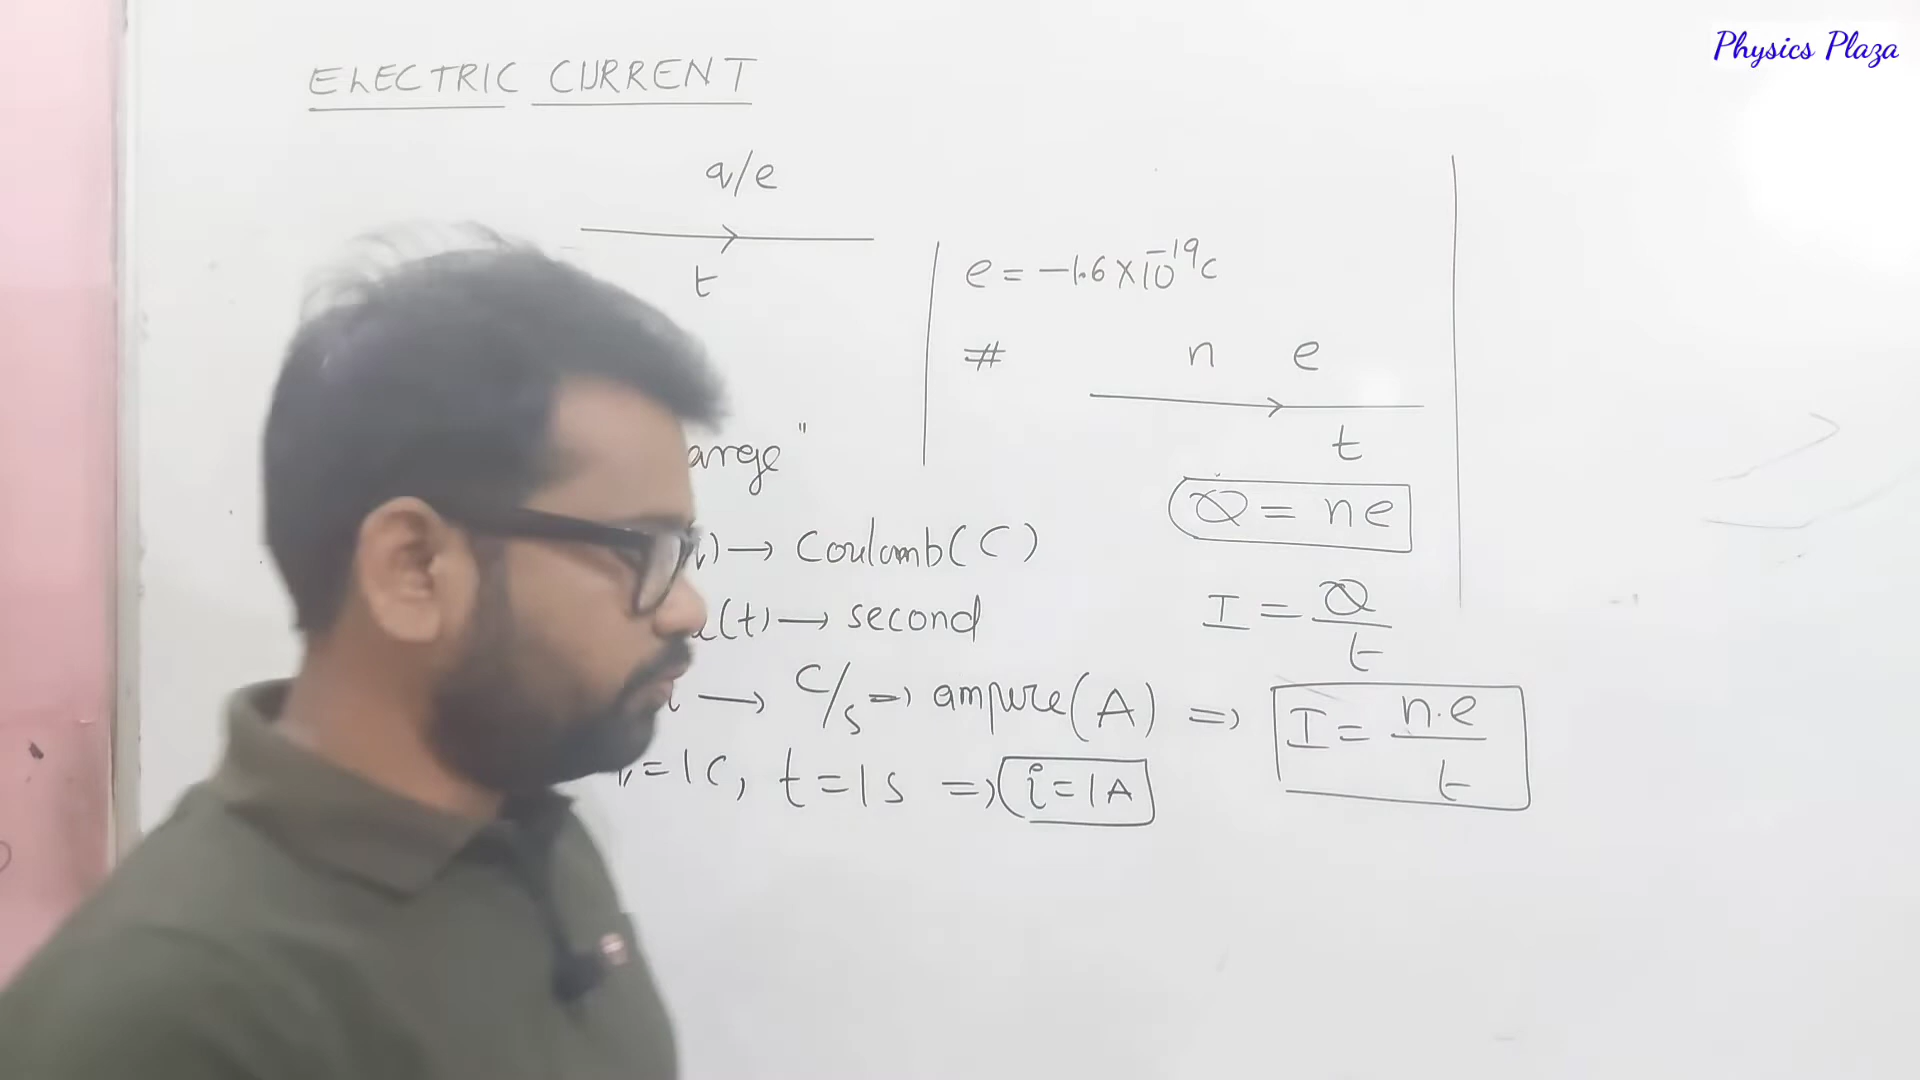 Physics Plaza
ELECTRIC CURRENT
q/e
t
arge"
→ Coulomb(C)
(t) → second
→ C/s => ampure(A) =>
=1C, t=1s => i=1A
e = -1.6×10^-19 C
# n e
t
Q = ne
I = Q/t
I = n.e/t